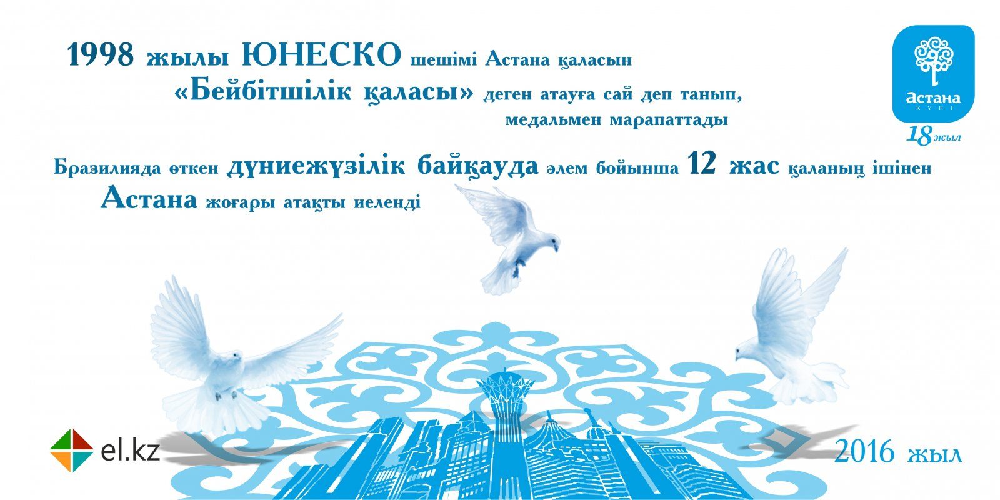 1998 жылы ЮНЕСКО шешімі Астана қаласын
«Бейбітшілік қаласы» деген атауға сай деп танып,
медальмен марапаттады
Бразилияда өткен дүниежүзілік байқауда әлем бойынша 12 жас қаланың ішінен
Астана жоғары атақты иеленді
астана
КҮНІ
18 жыл
el.kz
2016 жыл